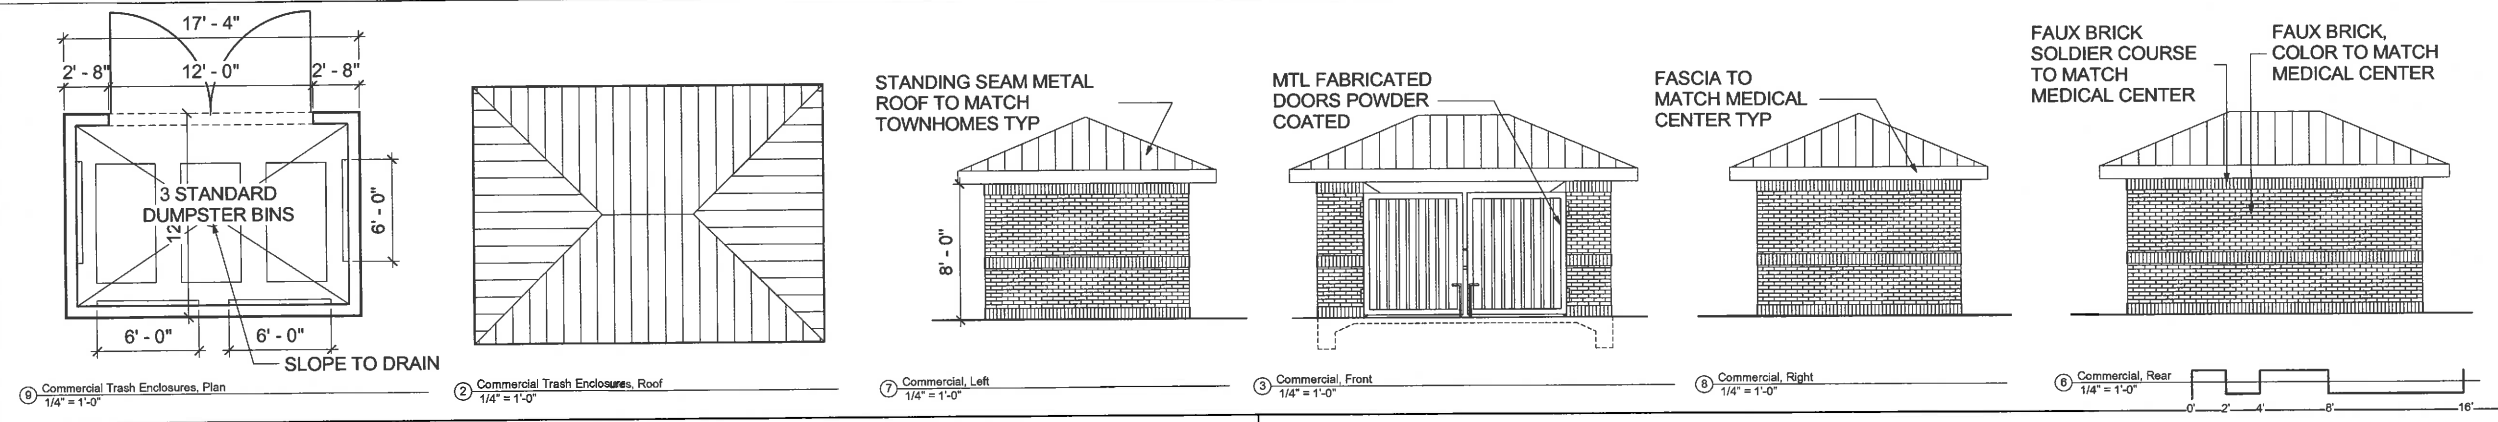 17' - 4"
2' - 8"
12' - 0"
2' - 8"
3 STANDARD
DUMPSTER BINS
6' - 0"
6' - 0"
6' - 0"
SLOPE TO DRAIN
9
Commercial Trash Enclosures, Plan
1/4" = 1'-0"
2
Commercial Trash Enclosures, Roof
1/4" = 1'-0"
STANDING SEAM METAL
ROOF TO MATCH
TOWNHOMES TYP
8' - 0"
7
Commercial, Left
1/4" = 1'-0"
MTL FABRICATED
DOORS POWDER
COATED
3
Commercial, Front
1/4" = 1'-0"
FASCIA TO
MATCH MEDICAL
CENTER TYP
8
Commercial, Right
1/4" = 1'-0"
FAUX BRICK
SOLDIER COURSE
TO MATCH
MEDICAL CENTER
FAUX BRICK,
COLOR TO MATCH
MEDICAL CENTER
6
Commercial, Rear
1/4" = 1'-0"
0' 2' 4' 8' 16'